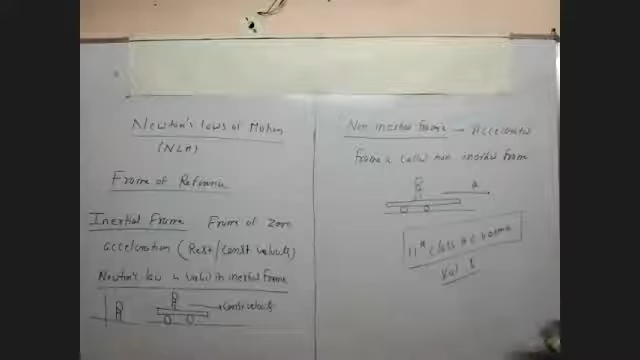 Newton's laws of Motion
(NLM)
Frame of Reference
Inertial Frame Frame of Zero
acceleration (Rest/Const velocity)
Newton's law is valid in inertial frame
const velocity
Non inertial frame - Accelerated
frame is called non inertial frame
a
11th class H C Verma
Vol 1